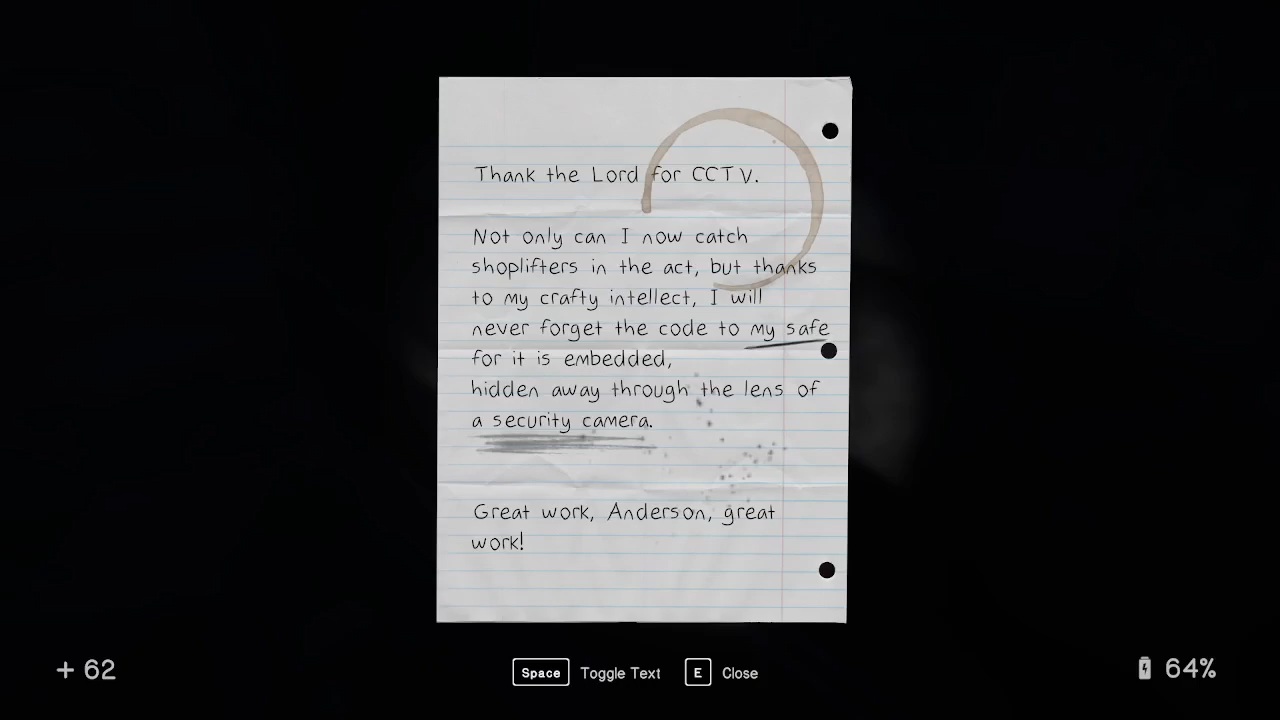 Thank the Lord for CCTV.
Not only can I now catch
shoplifters in the act, but thanks
to my crafty intellect, I will
never forget the code to my safe
for it is embedded,
hidden away through the lens of
a security camera.
Great work, Anderson, great
work!
+ 62
Space Toggle Text E Close
64%